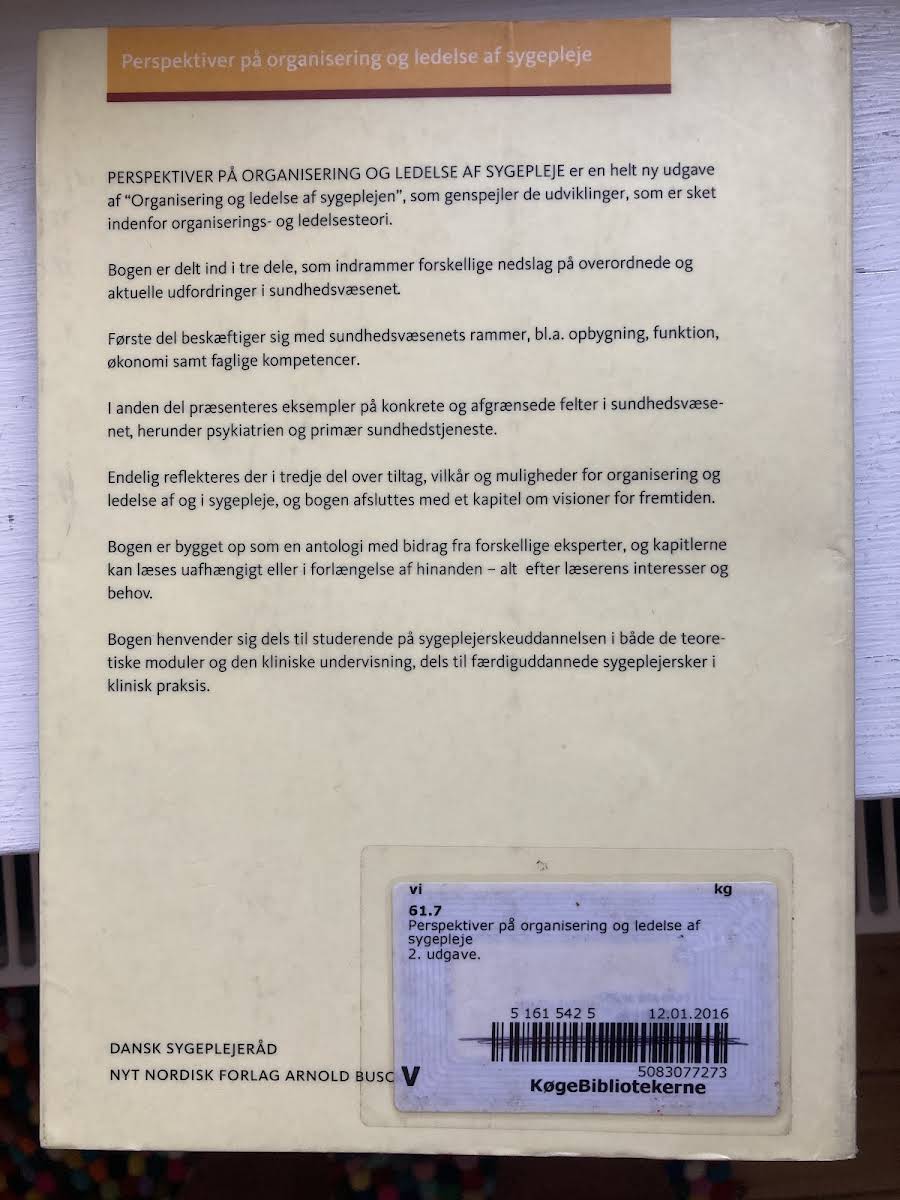 Perspektiver på organisering og ledelse af sygepleje
PERSPEKTIVER PÅ ORGANISERING OG LEDELSE AF SYGEPLEJE er en helt ny udgave
af "Organisering og ledelse af sygeplejen", som genspejler de udviklinger, som er sket
indenfor organiserings- og ledelsesteori.
Bogen er delt ind i tre dele, som indrammer forskellige nedslag på overordnede og
aktuelle udfordringer i sundhedsvæsenet.
Første del beskæftiger sig med sundhedsvæsenets rammer, bl.a. opbygning, funktion,
økonomi samt faglige kompetencer.
I anden del præsenteres eksempler på konkrete og afgrænsede felter i sundhedsvæse-
net, herunder psykiatrien og primær sundhedstjeneste.
Endelig reflekteres der i tredje del over tiltag, vilkår og muligheder for organisering og
ledelse af og i sygepleje, og bogen afsluttes med et kapitel om visioner for fremtiden.
Bogen er bygget op som en antologi med bidrag fra forskellige eksperter, og kapitlerne
kan læses uafhængigt eller i forlængelse af hinanden – alt efter læserens interesser og
behov.
Bogen henvender sig dels til studerende på sygeplejerskeuddannelsen i både de teore-
tiske moduler og den kliniske undervisning, dels til færdiguddannede sygeplejersker i
klinisk praksis.
vi kg
61.7
Perspektiver på organisering og ledelse af
sygepleje
2. udgave.
5 161 542 5 12.01.2016
5083077273
V KøgeBibliotekerne
DANSK SYGEPLEJERÅD
NYT NORDISK FORLAG ARNOLD BUSC